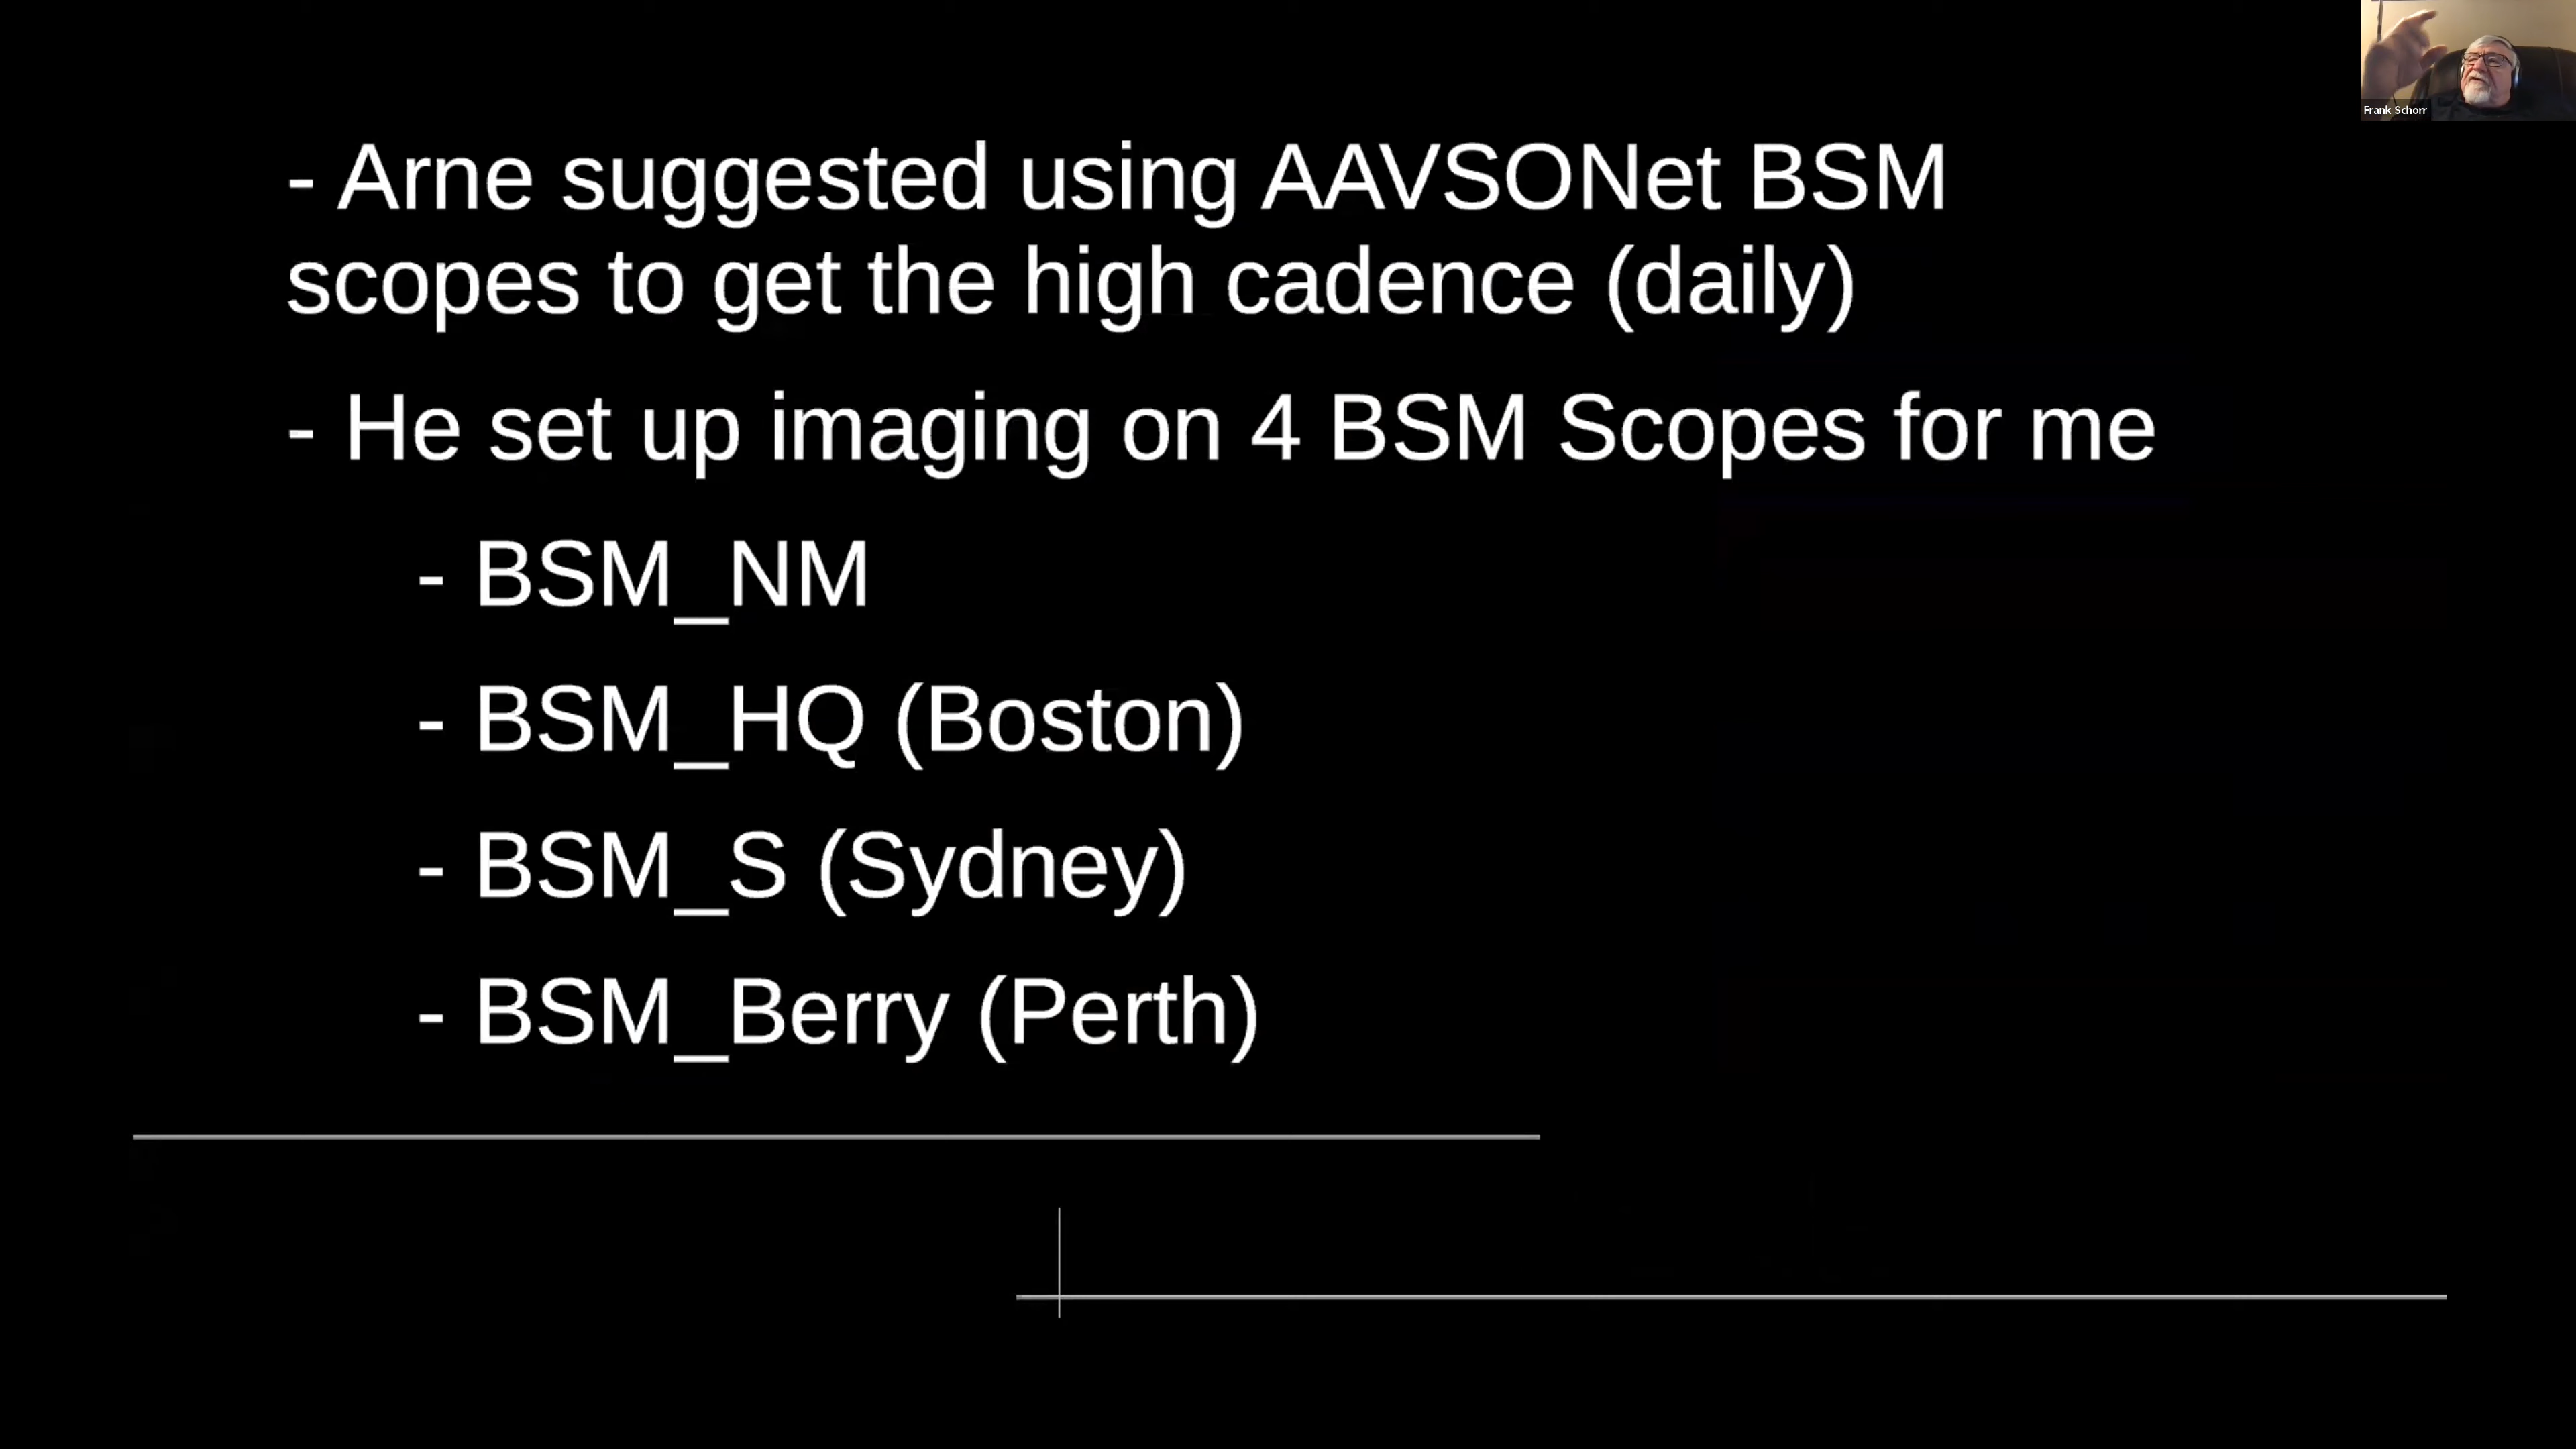 - Arne suggested using AAVSONet BSM
scopes to get the high cadence (daily)
- He set up imaging on 4 BSM Scopes for me
- BSM_NM
- BSM_HQ (Boston)
- BSM_S (Sydney)
- BSM_Berry (Perth)
Frank Schorr